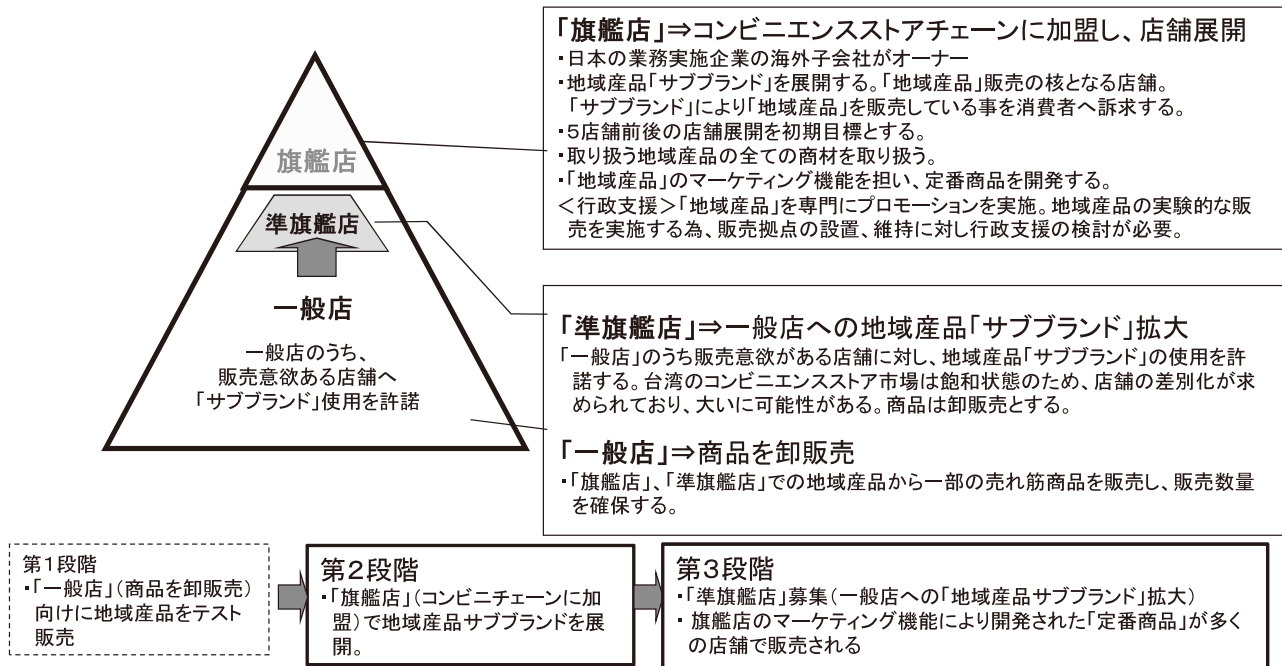 旗艦店
準旗艦店
一般店
一般店のうち、
販売意欲ある店舗へ
「サブブランド」使用を許諾
「旗艦店」⇒コンビニエンスストアチェーンに加盟し、店舗展開
・日本の業務実施企業の海外子会社がオーナー
・地域産品「サブブランド」を展開する。「地域産品」販売の核となる店舗。
「サブブランド」により「地域産品」を販売している事を消費者へ訴求する。
・5店舗前後の店舗展開を初期目標とする。
・取り扱う地域産品の全ての商材を取り扱う。
・「地域産品」のマーケティング機能を担い、定番商品を開発する。
＜行政支援＞「地域産品」を専門にプロモーションを実施。地域産品の実験的な販
売を実施する為、販売拠点の設置、維持に対し行政支援の検討が必要。
「準旗艦店」⇒一般店への地域産品「サブブランド」拡大
「一般店」のうち販売意欲がある店舗に対し、地域産品「サブブランド」の使用を許
諾する。台湾のコンビニエンスストア市場は飽和状態のため、店舗の差別化が求
められており、大いに可能性がある。商品は卸販売とする。
「一般店」⇒商品を卸販売
・「旗艦店」、「準旗艦店」での地域産品から一部の売れ筋商品を販売し、販売数量
を確保する。
第1段階
・「一般店」（商品を卸販売）
向けに地域産品をテスト
販売
第2段階
・「旗艦店」（コンビニチェーンに加
盟）で地域産品サブブランドを展
開。
第3段階
・「準旗艦店」募集（一般店への「地域産品サブブランド」拡大）
・ 旗艦店のマーケティング機能により開発された「定番商品」が多く
の店舗で販売される